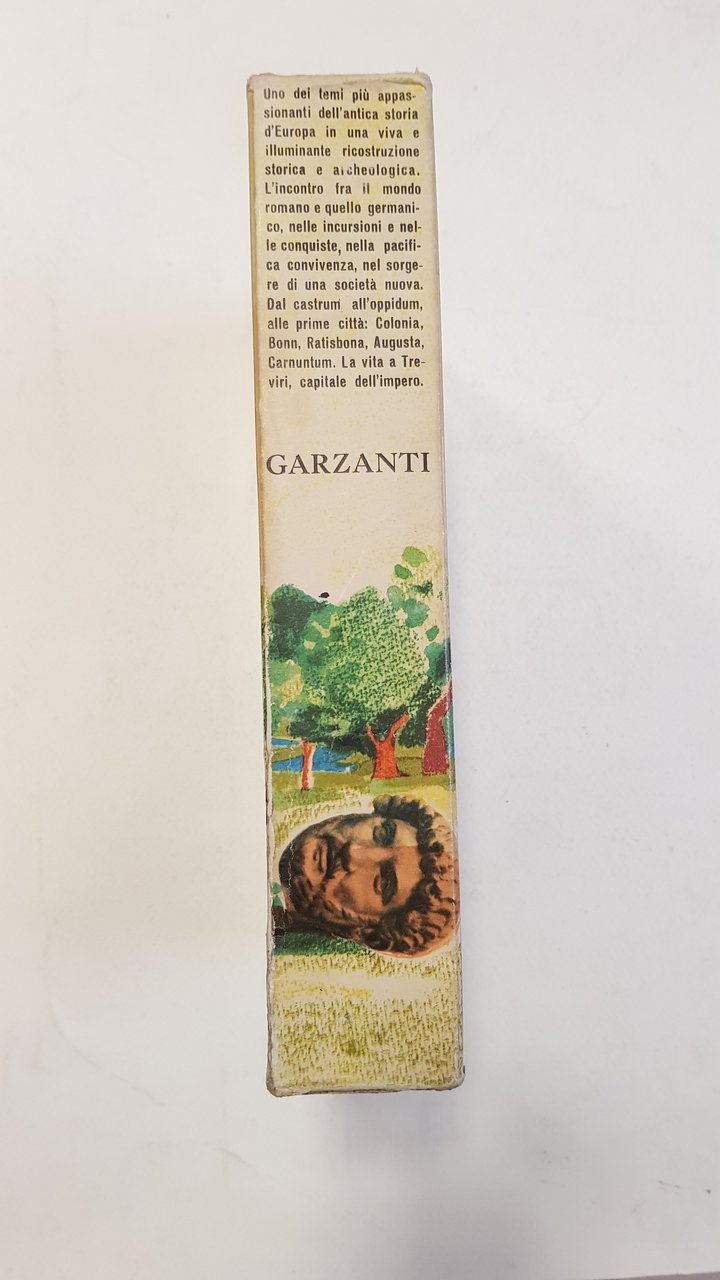 Uno dei temi più appas-
sionanti dell'antica storia
d'Europa in una viva e
illuminante ricostruzione
storica e archeologica.
L'incontro fra il mondo
romano e quello germani-
co, nelle incursioni e nel-
le conquiste, nella pacifi-
ca convivenza, nel sorge-
re di una società nuova.
Dal castrum all'oppidum,
alle prime città: Colonia,
Bonn, Ratisbona, Augusta,
Carnuntum. La vita a Tre-
viri, capitale dell'impero.
GARZANTI